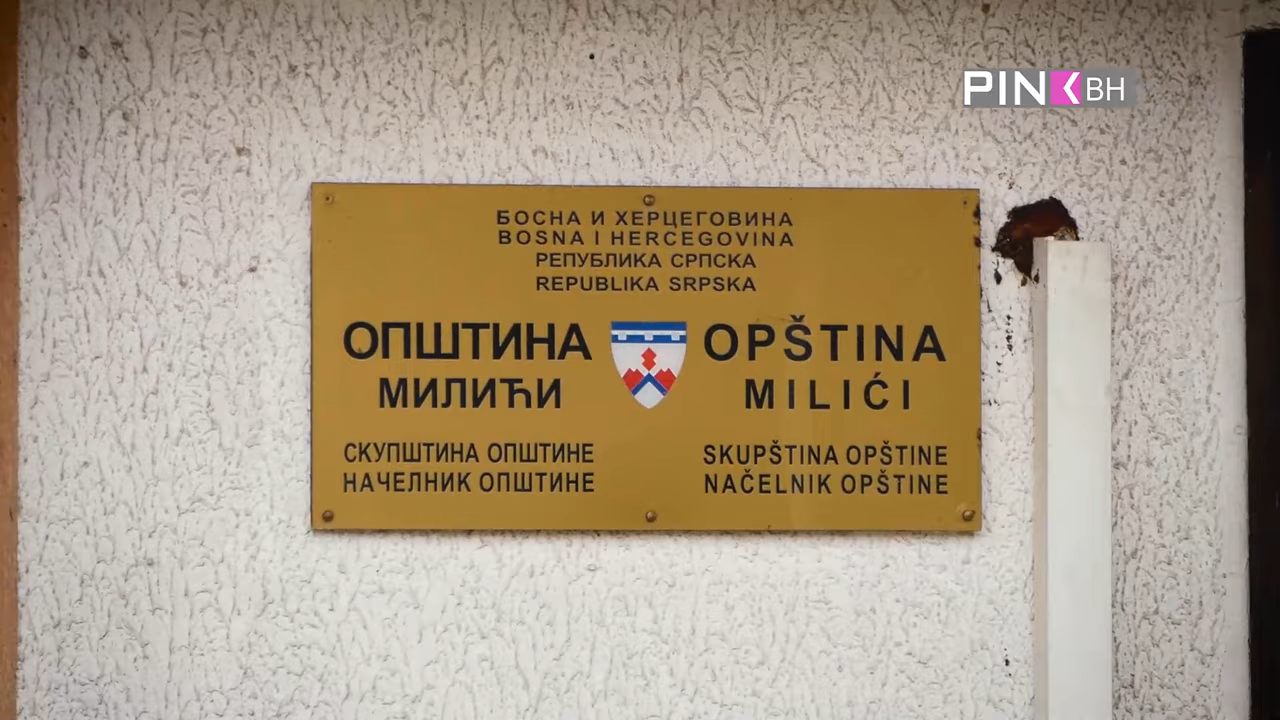 PINK BH
БОСНА И ХЕРЦЕГОВИНА
BOSNA I HERCEGOVINA
РЕПУБЛИКА СРПСКА
REPUBLIKA SRPSKA
ОПШТИНА
МИЛИЋИ
OPŠTINA
MILIĆI
СКУПШТИНА ОПШТИНЕ
НАЧЕЛНИК ОПШТИНЕ
SKUPŠTINA OPŠTINE
NAČELNIK OPŠTINE